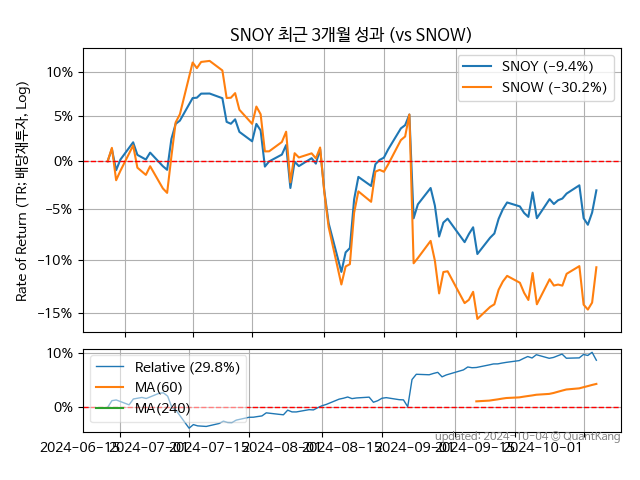 SNOY 최근 3개월 성과 (vs SNOW)
Rate of Return (TR: 배당재투자, Log)
10%
5%
0%
−5%
−10%
−15%
SNOY (−9.4%)
SNOW (−30.2%)
10%
0%
Relative (29.8%)
MA(60)
MA(240)
updated: 2024-10-04 © QuantKang
2024-06-15
2024-07-01
2024-07-15
2024-08-01
2024-08-15
2024-09-01
2024-09-15
2024-10-01